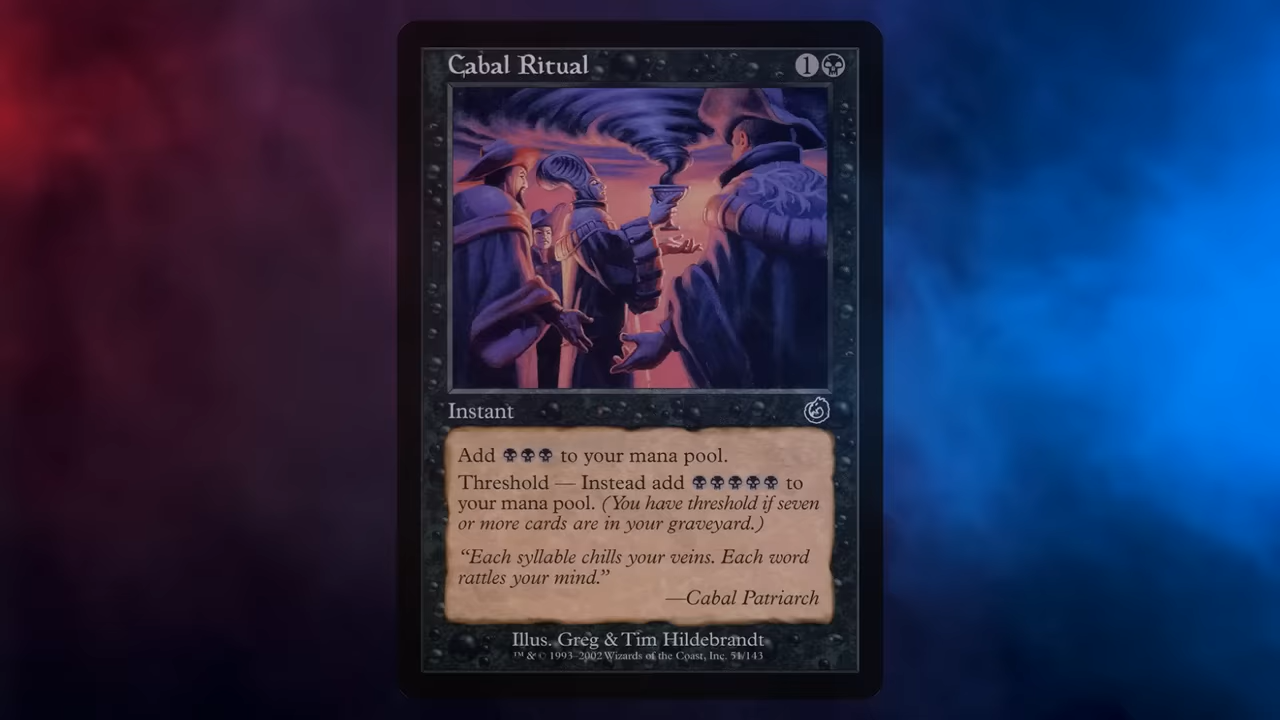 Cabal Ritual 1
Instant
Add to your mana pool.
Threshold — Instead add to
your mana pool. (You have threshold if seven
or more cards are in your graveyard.)
“Each syllable chills your veins. Each word
rattles your mind.”
—Cabal Patriarch
Illus. Greg & Tim Hildebrandt
™ & © 1993–2002 Wizards of the Coast, Inc. 51/143